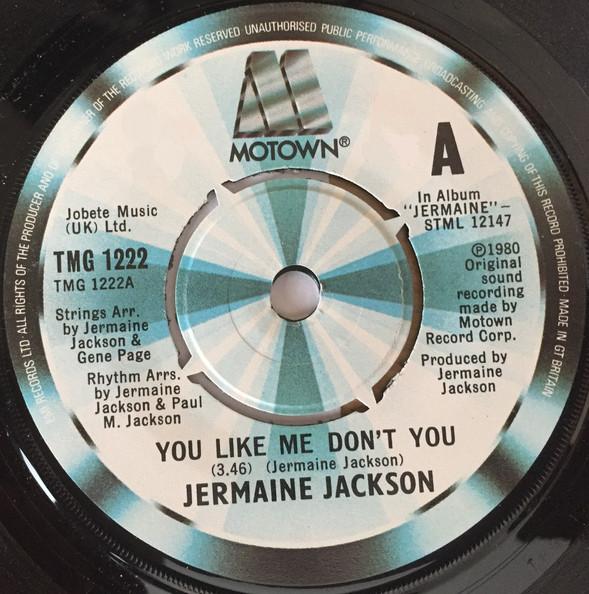 EMI RECORDS LTD ALL RIGHTS OF THE PRODUCER AND OF THE OWNER OF THE RECORDED WORK RESERVED UNAUTHORISED PUBLIC PERFORMANCE BROADCASTING AND COPYING OF THIS RECORD PROHIBITED MADE IN GT BRITAIN
MOTOWN®
A
Jobete Music
(UK) Ltd.
TMG 1222
TMG 1222A
Strings Arr.
by Jermaine
Jackson &
Gene Page
Rhythm Arrs.
by Jermaine
Jackson & Paul
M. Jackson
In Album
"JERMAINE"–
STML 12147
℗1980
Original
sound
recording
made by
Motown
Record Corp.
Produced by
Jermaine
Jackson
YOU LIKE ME DON'T YOU
(3.46) (Jermaine Jackson)
JERMAINE JACKSON